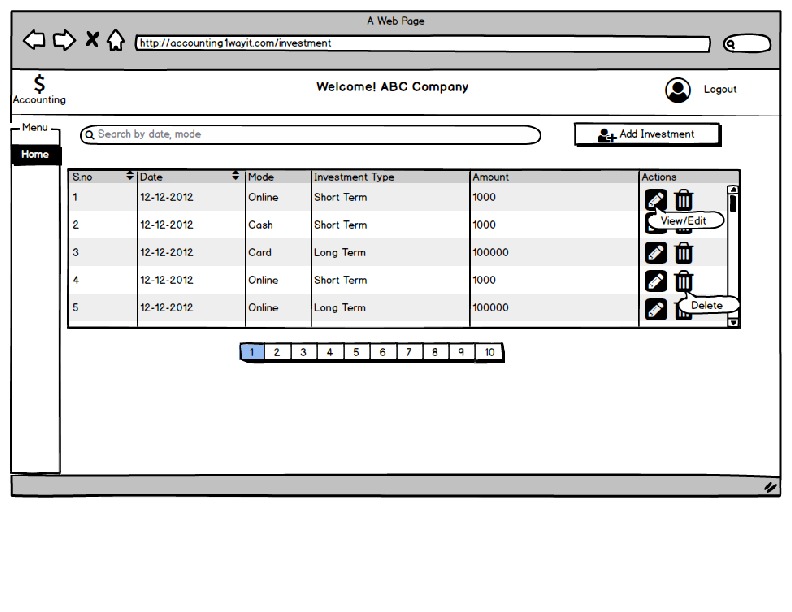 A Web Page
http://accounting1wayit.com/investment
$
Accounting
Welcome! ABC Company
Logout
Menu
Home
Search by date, mode
Add Investment
S.no Date Mode Investment Type Amount Actions
1 12-12-2012 Online Short Term 1000
View/Edit
2 12-12-2012 Cash Short Term 1000
3 12-12-2012 Card Long Term 100000
4 12-12-2012 Online Short Term 1000
Delete
5 12-12-2012 Online Long Term 100000
1 2 3 4 5 6 7 8 9 10